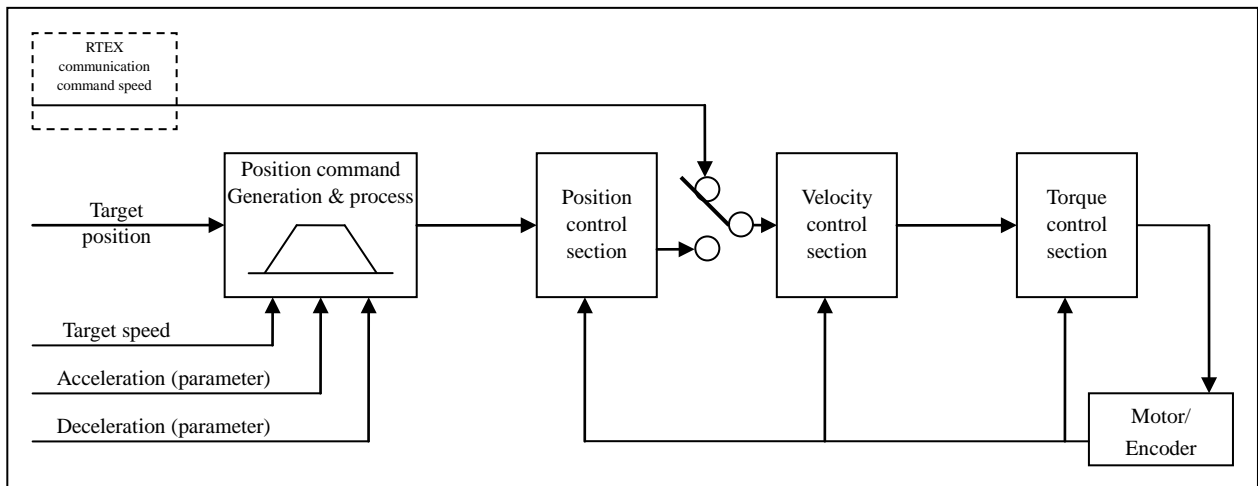 RTEX
communication
command speed
Position command
Generation & process
Target
position
Position
control
section
Velocity
control
section
Torque
control
section
Target speed
Acceleration (parameter)
Deceleration (parameter)
Motor/
Encoder